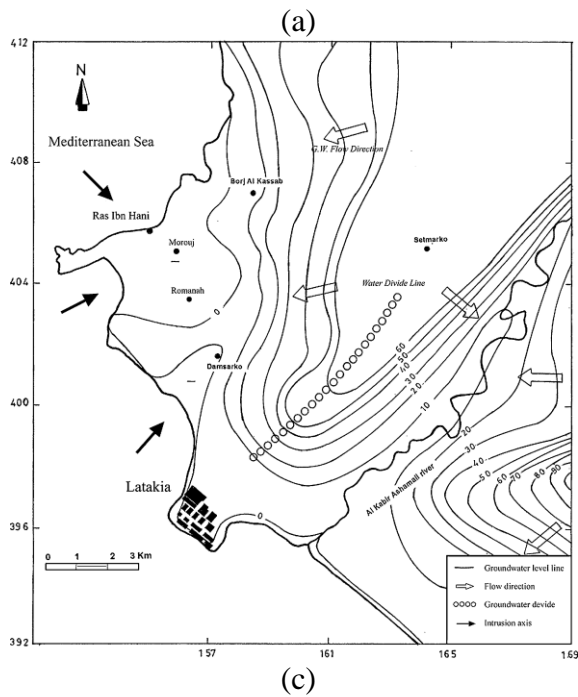 (a)
412
N
Mediterranean Sea
G.W. Flow Direction
408
Borj Al Kassab
Ras Ibn Hani
Morouj
Setmarko
404
Romanah
Water Divide Line
0
Damsarko
60
50
40
30
20
10
400
20
30
40
50
60
70
80
90
Al Kabir Ashamali river
Latakia
0
396
0 1 2 3 Km
Groundwater level line
Flow direction
Groundwater devide
Intrusion axis
392
157 161 165 169
(c)